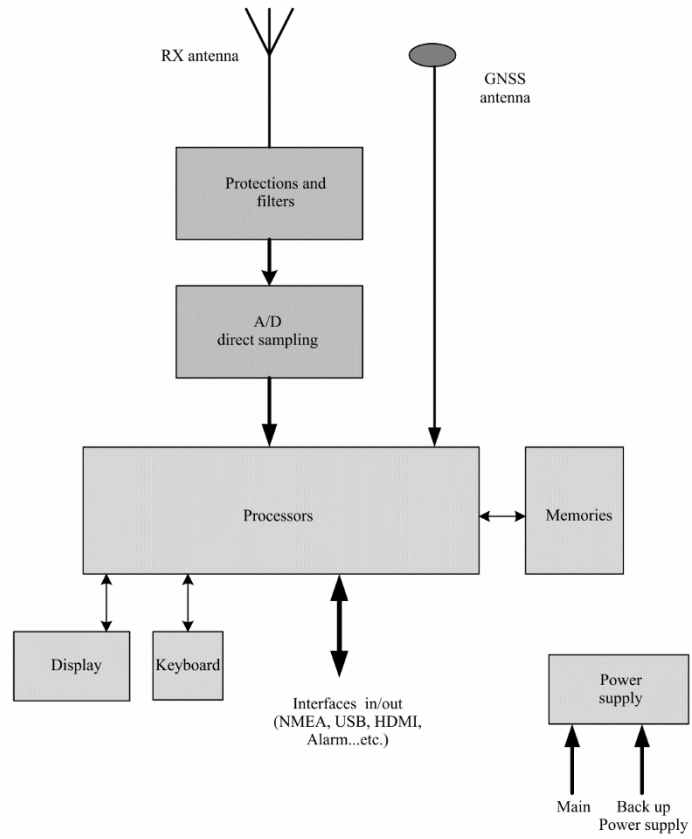 RX antenna
GNSS
antenna
Protections and
filters
A/D
direct sampling
Processors
Memories
Display
Keyboard
Interfaces in/out
(NMEA, USB, HDMI,
Alarm...etc.)
Power
supply
Main
Back up
Power supply